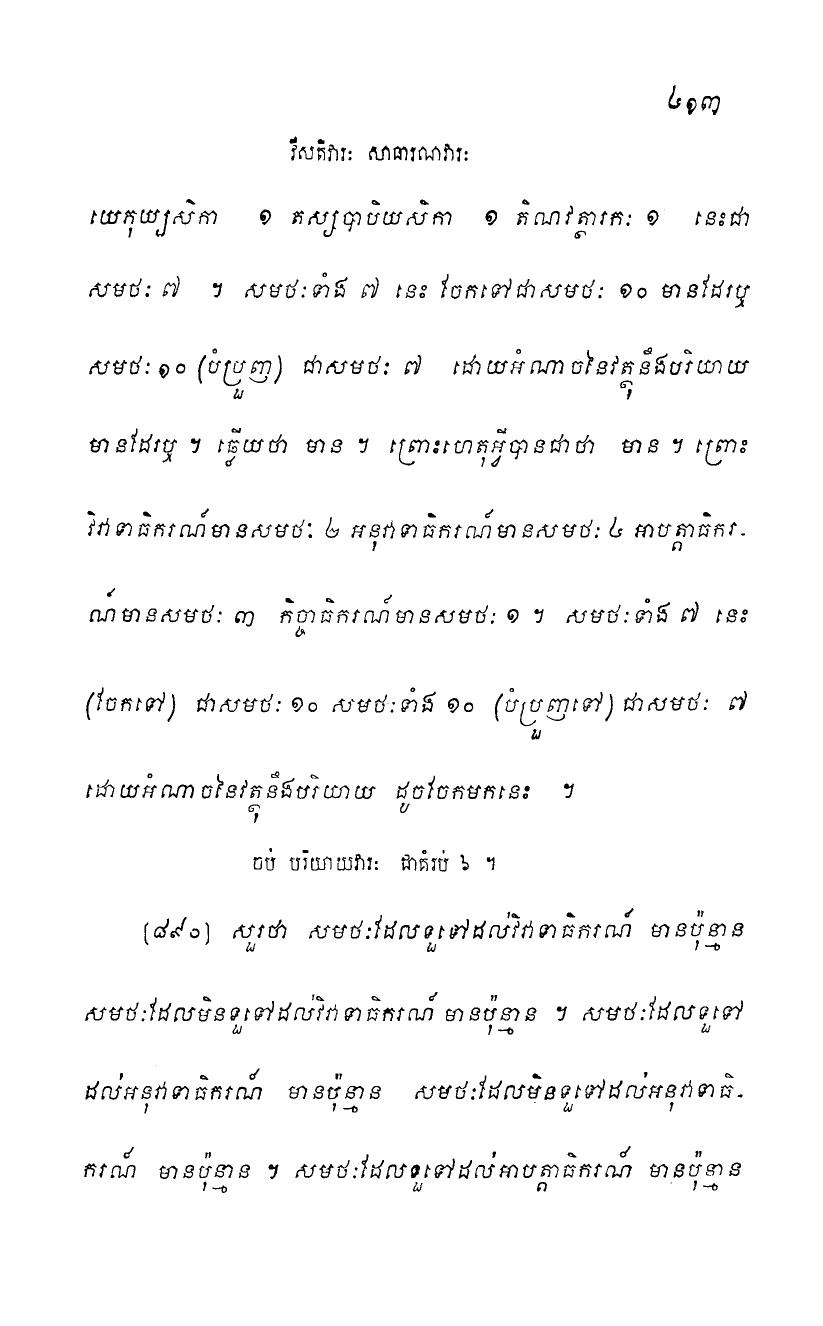 ៤១៣
វីសតិវារៈ សាធារណវារៈ
យេភុយ្យសិកា ១ តស្សបាបិយសិកា ១ តិណវត្ថារកៈ ១ នេះជា
សមថៈ ៧ ។ សមថៈទាំង ៧ នេះ ចែកទៅជាសមថៈ ១០ មានដែរឬ
សមថៈ ១០ (បំប្រួញ) ជាសមថៈ ៧ ដោយអំណាចនៃវត្ថុនឹងបរិយាយ
មានដែរឬ ។ ឆ្លើយថា មាន ។ ព្រោះហេតុអ្វីបានជាថា មាន ។ ព្រោះ
វិវាទាធិករណ៍មានសមថៈ ២ អនុវាទាធិករណ៍មានសមថៈ ៤ អាបត្តាធិករ-
ណ៍មានសមថៈ ៣ កិច្ចាធិករណ៍មានសមថៈ ១ ។ សមថៈទាំង ៧ នេះ
(ចែកទៅ) ជាសមថៈ ១០ សមថៈទាំង ១០ (បំប្រួញទៅ) ជាសមថៈ ៧
ដោយអំណាចនៃវត្ថុនឹងបរិយាយ ដូចចែកមកនេះ ។
ចប់ បរិយាយវារៈ ជាគំរប់ ៦ ។
(៨៩០) សួរថា សមថៈដែលទួទៅដល់វិវាទាធិករណ៍ មានប៉ុន្មាន
សមថៈដែលមិនទួទៅដល់វិវាទាធិករណ៍ មានប៉ុន្មាន ។ សមថៈដែលទួទៅ
ដល់អនុវាទាធិករណ៍ មានប៉ុន្មាន សមថៈដែលមិនទួទៅដល់អនុវាទាធិ-
ករណ៍ មានប៉ុន្មាន ។ សមថៈដែលទួទៅដល់អាបត្តាធិករណ៍ មានប៉ុន្មាន